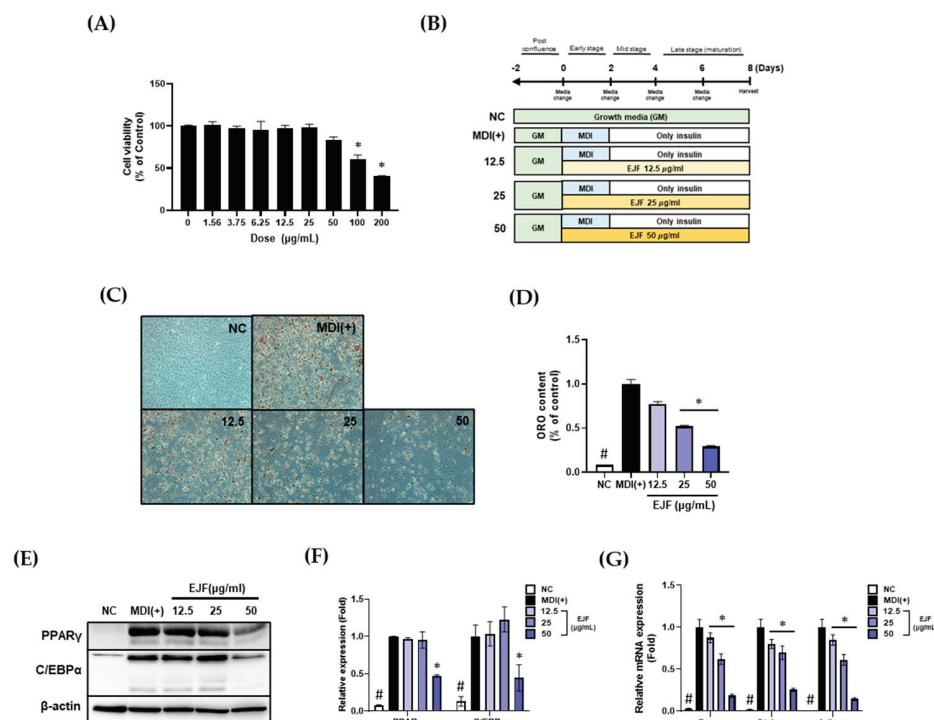 (A)
Cell viability
(% of Control)
150
100
50
0
* *
0 1.56 3.75 6.25 12.5 25 50 100 200
Dose (µg/mL)
(B)
Post
confluence
Early stage
Mid stage
Late stage (maturation)
-2 0 2 4 6 8 (Days)
Media
change
Media
change
Media
change
Media
change
Harvest
NC Growth media (GM)
MDI(+) GM MDI Only insulin
12.5 GM MDI Only insulin
EJF 12.5 µg/ml
25 GM MDI Only insulin
EJF 25 µg/ml
50 GM MDI Only insulin
EJF 50 µg/ml
(C)
NC MDI(+)
12.5 25 50
(D)
ORO content
(% of control)
1.5
1.0
0.5
0.0
# *
NC MDI(+) 12.5 25 50
EJF (µg/mL)
(E)
EJF(µg/ml)
NC MDI(+) 12.5 25 50
PPARγ
C/EBPα
β-actin
(F)
Relative expression (Fold)
1.5
1.0
0.5
0.0
# * # *
NC
MDI(+)
12.5
25
50
EJF
(µg/mL)
(G)
Relative mRNA expression
(Fold)
1.5
1.0
0.5
0.0
# * # * # *
NC
MDI(+)
12.5
25
50
EJF
(µg/mL)